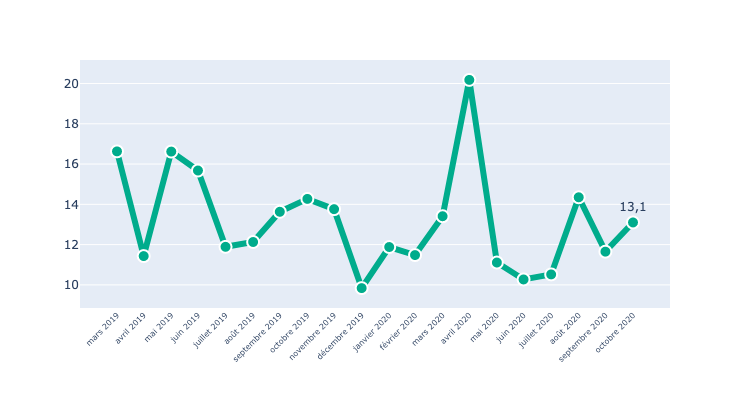 20
18
16
14
12
10
13,1
mars 2019
avril 2019
mai 2019
juin 2019
juillet 2019
août 2019
septembre 2019
octobre 2019
novembre 2019
décembre 2019
janvier 2020
février 2020
mars 2020
avril 2020
mai 2020
juin 2020
juillet 2020
août 2020
septembre 2020
octobre 2020